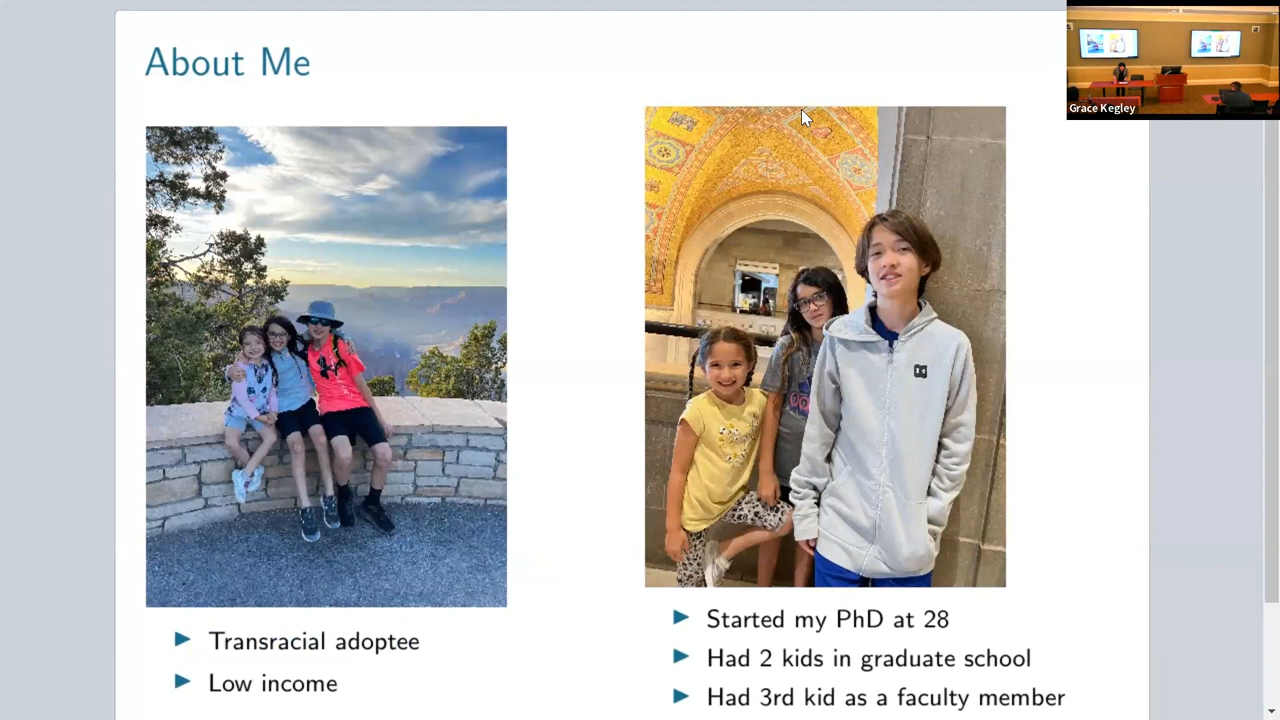 About Me
Grace Kegley
Transracial adoptee
Low income
Started my PhD at 28
Had 2 kids in graduate school
Had 3rd kid as a faculty member